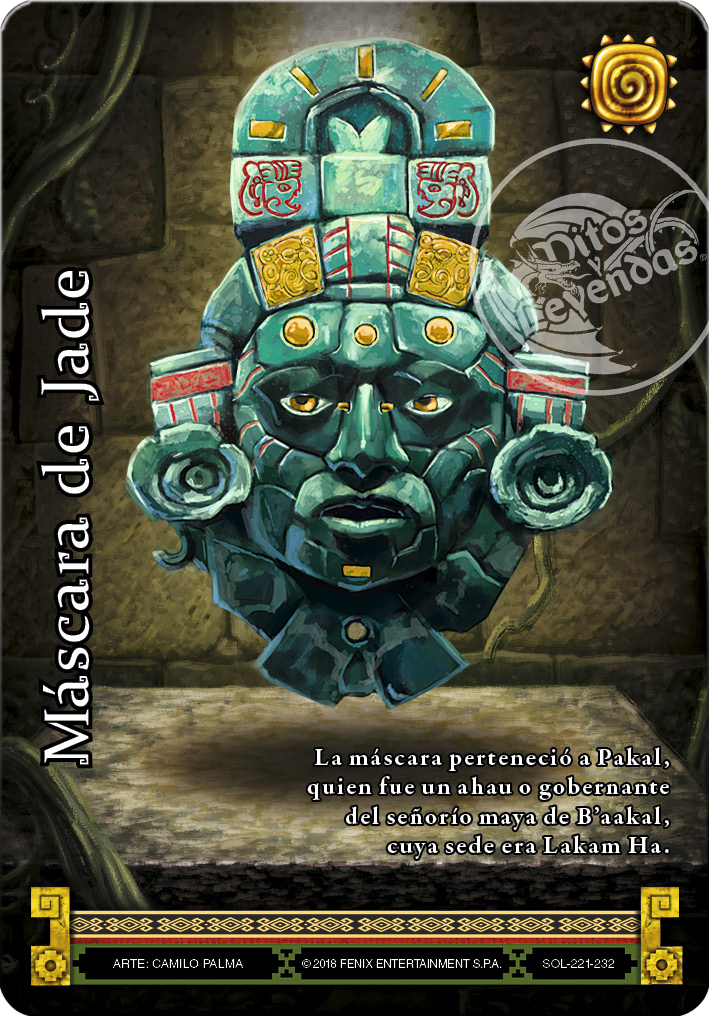 Mitos
y
Leyendas
Máscara de Jade
La máscara perteneció a Pakal,
quien fue un ahau o gobernante
del señorío maya de B’aakal,
cuya sede era Lakam Ha.
ARTE: CAMILO PALMA
© 2018 FENIX ENTERTAINMENT S.P.A.
SOL-221-232